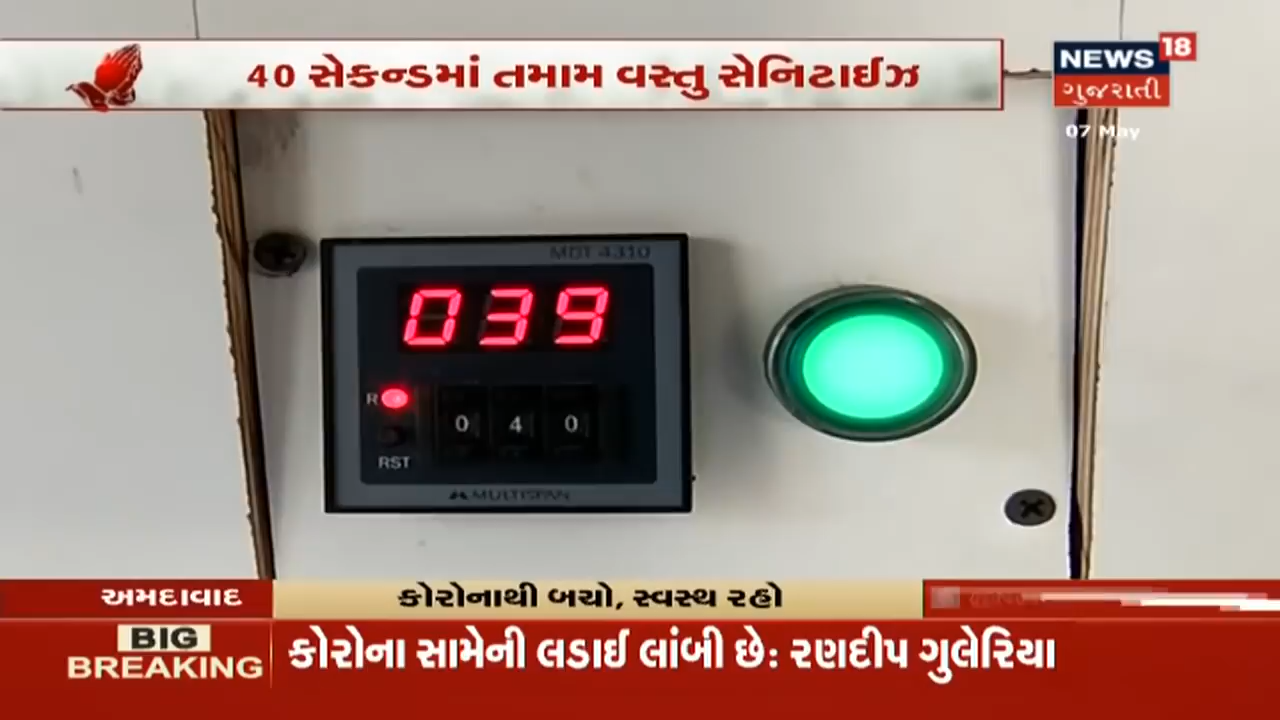 40 સેકન્ડમાં તમામ વસ્તુ સેનિટાઈઝ
NEWS 18
ગુજરાતી
07 May
MDT 4310
039
R
0 4 0
RST
MULTISPAN
અમદાવાદ
કોરોનાથી બચો, સ્વસ્થ રહો
BIG
BREAKING
કોરોના સામેની લડાઈ લાંબી છે: રણદીપ ગુલેરિયા